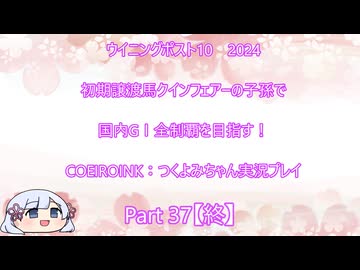 ウイニングポスト10　2024
初期譲渡馬クインフェアーの子孫で
国内GⅠ全制覇を目指す！
COEIROINK：つくよみちゃん実況プレイ
Part 37【終】